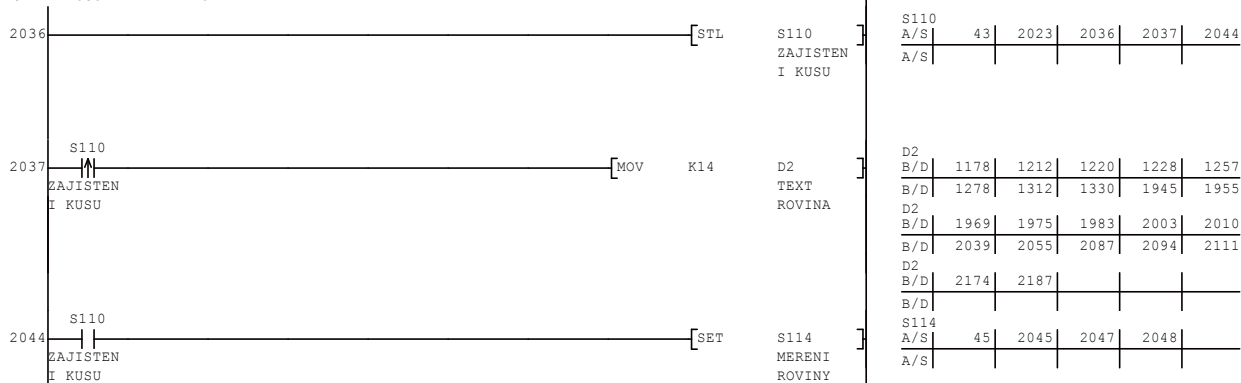 S110
2036 STL S110 A/S 43 2023 2036 2037 2044
ZAJISTEN A/S
I KUSU
S110 D2
2037 MOV K14 D2 B/D 1178 1212 1220 1228 1257
ZAJISTEN TEXT B/D 1278 1312 1330 1945 1955
I KUSU ROVINA
D2
B/D 1969 1975 1983 2003 2010
B/D 2039 2055 2087 2094 2111
D2
B/D 2174 2187
B/D
S110 S114
2044 SET S114 A/S 45 2045 2047 2048
ZAJISTEN MERENI A/S
I KUSU ROVINY